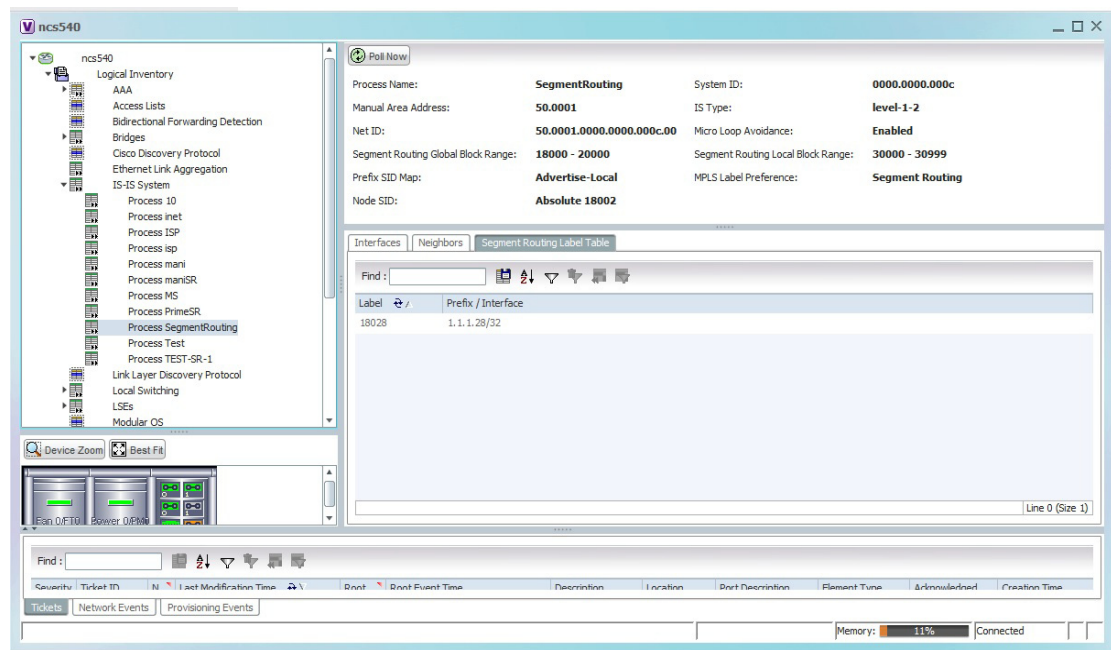 ncs540
ncs540
Logical Inventory
AAA
Access Lists
Bidirectional Forwarding Detection
Bridges
Cisco Discovery Protocol
Ethernet Link Aggregation
IS-IS System
Process 10
Process inet
Process ISP
Process isp
Process mani
Process maniSR
Process MS
Process PrimeSR
Process SegmentRouting
Process Test
Process TEST-SR-1
Link Layer Discovery Protocol
Local Switching
LSEs
Modular OS
Device Zoom Best Fit
Fan 0/FT0 Power 0/PM0
Poll Now
Process Name: SegmentRouting System ID: 0000.0000.000c
Manual Area Address: 50.0001 IS Type: level-1-2
Net ID: 50.0001.0000.0000.000c.00 Micro Loop Avoidance: Enabled
Segment Routing Global Block Range: 18000 - 20000 Segment Routing Local Block Range: 30000 - 30999
Prefix SID Map: Advertise-Local MPLS Label Preference: Segment Routing
Node SID: Absolute 18002
Interfaces Neighbors Segment Routing Label Table
Find :
Label Prefix / Interface
18028 1.1.1.28/32
Line 0 (Size 1)
Find :
Severity Ticket ID N Last Modification Time Root Root Event Time Description Location Port Description Element Type Acknowledged Creation Time
Tickets Network Events Provisioning Events
Memory: 11% Connected